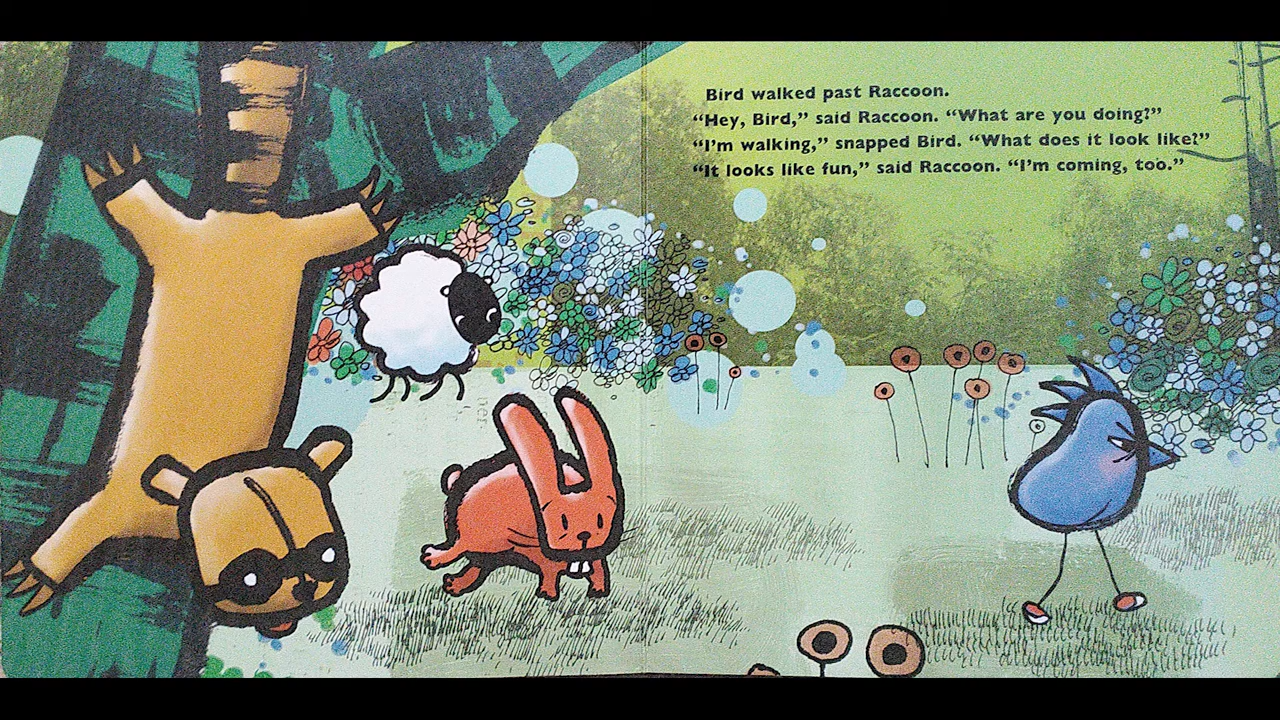 Bird walked past Raccoon.
“Hey, Bird,” said Raccoon. “What are you doing?”
“I’m walking,” snapped Bird. “What does it look like?”
“It looks like fun,” said Raccoon. “I’m coming, too.”